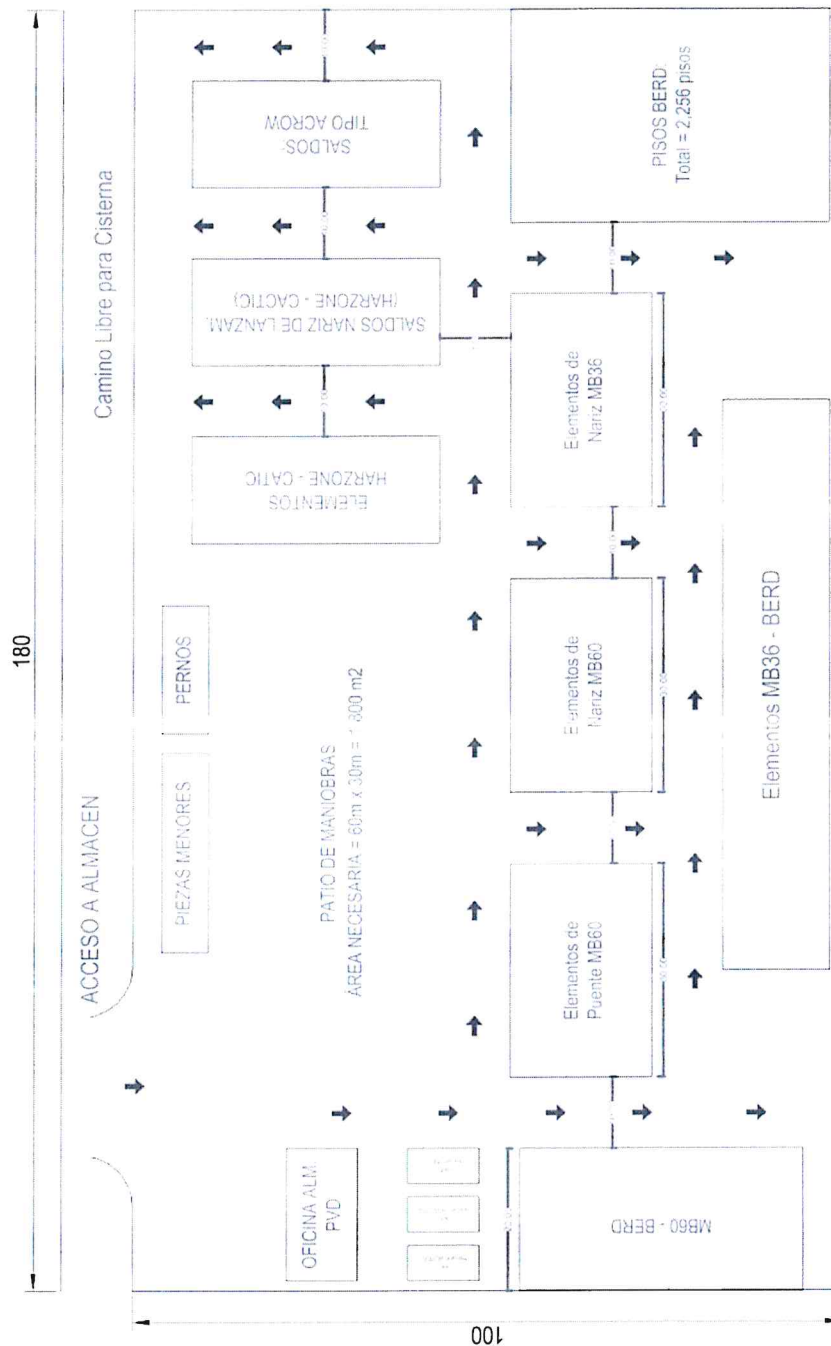 180
100
ACCESO A ALMACEN
Camino Libre para Cisterna
PIEZAS MENORES
PERNOS
ELEMENTOS
HARZONE - CATIC
SALDOS NARIZ DE LANZAM.
(HARZONE - CACTIC)
SALDOS:
TIPO ACROW
PATIO DE MANIOBRAS
ÁREA NECESARIA = 60m x 30m = 1 800 m2
OFICINA ALM.
PVD
MB60 - BERD
Elementos de
Puente MB60
Elementos de
Nariz MB60
Elementos de
Nariz MB36
PISOS BERD:
Total = 2,256 pisos
Elementos MB36 - BERD